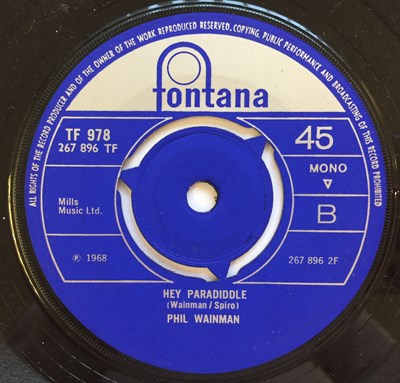 ALL RIGHTS OF THE RECORD PRODUCER AND OF THE OWNER OF THE WORK REPRODUCED RESERVED. COPYING, PUBLIC PERFORMANCE AND BROADCASTING OF THIS RECORD PROHIBITED
fontana
TF 978
267 896 TF
45
MONO
Mills
Music Ltd.
B
℗ 1968
267 896 2F
HEY PARADIDDLE
(Wainman/Spiro)
PHIL WAINMAN